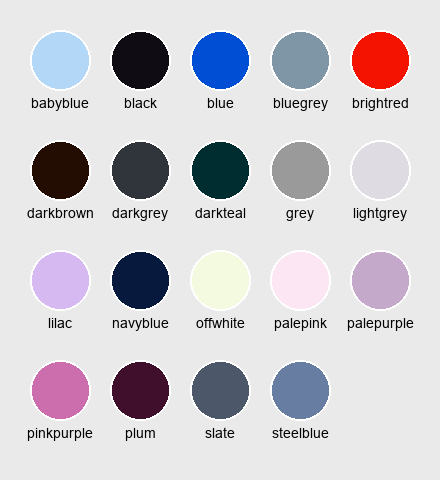 babyblue black blue bluegrey brightred
darkbrown darkgrey darkteal grey lightgrey
lilac navyblue offwhite palepink palepurple
pinkpurple plum slate steelblue